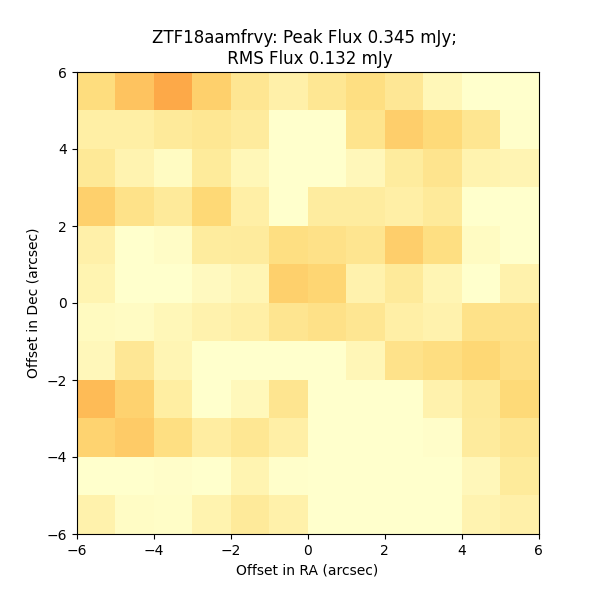 ZTF18aamfrvy: Peak Flux 0.345 mJy;
RMS Flux 0.132 mJy
6
4
2
0
−2
−4
−6
Offset in Dec (arcsec)
−6 −4 −2 0 2 4 6
Offset in RA (arcsec)